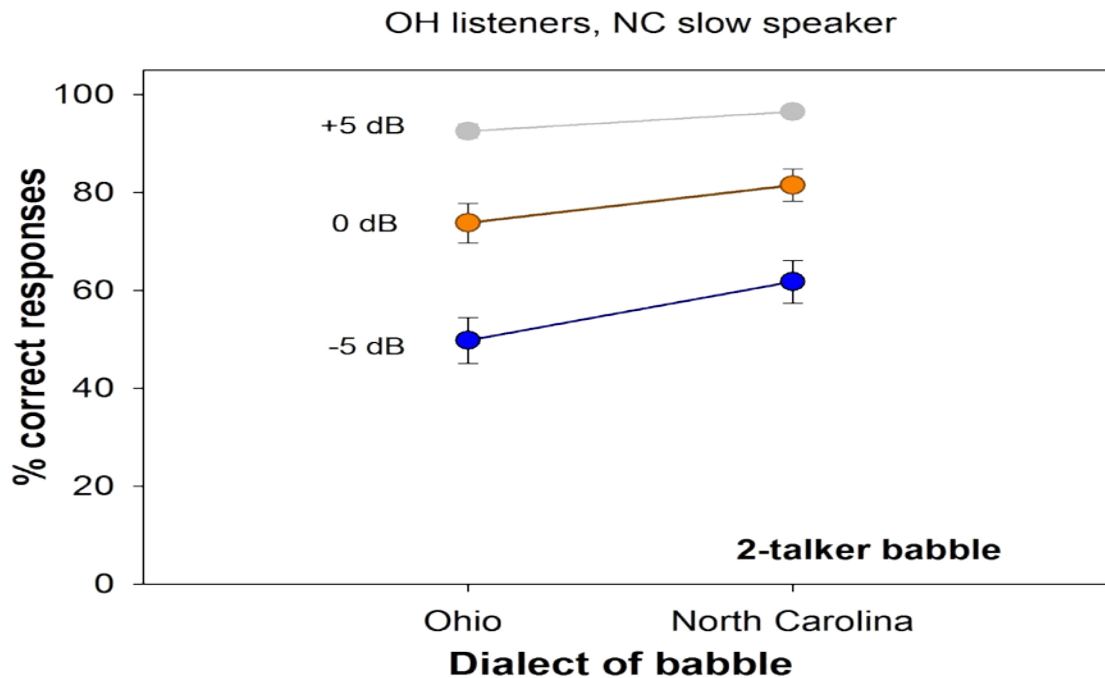 OH listeners, NC slow speaker
% correct responses
100
80
60
40
20
0
+5 dB
0 dB
-5 dB
2-talker babble
Ohio North Carolina
Dialect of babble